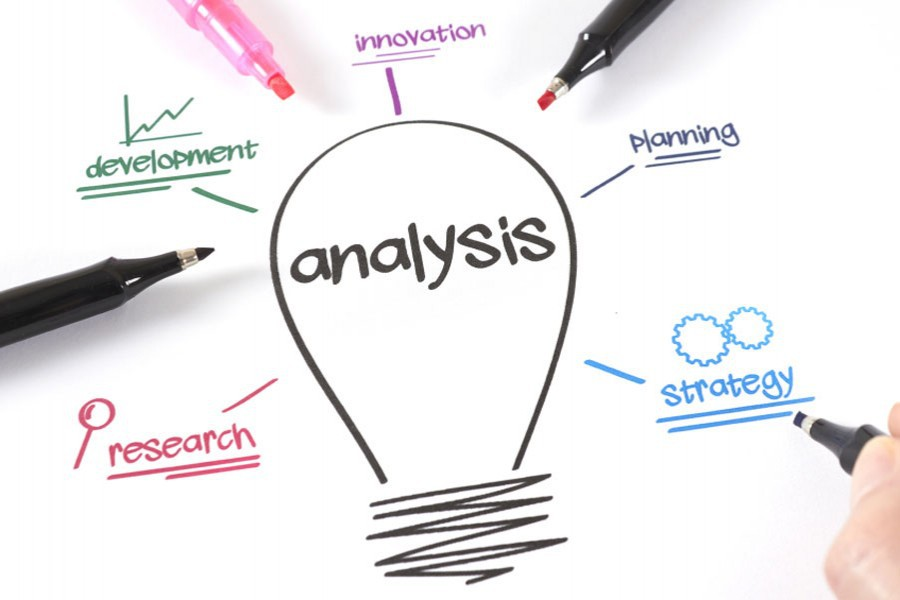 innovation
development
planning
analysis
strategy
research